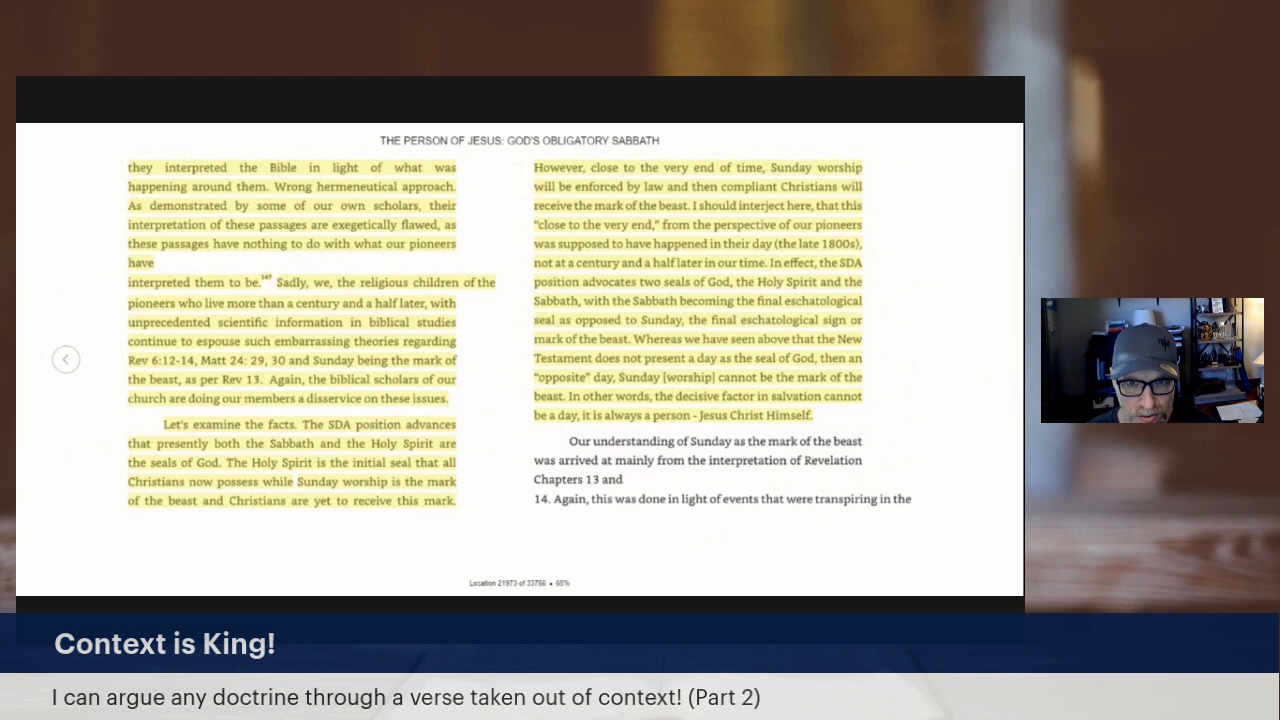 THE PERSON OF JESUS: GOD'S OBLIGATORY SABBATH
they interpreted the Bible in light of what was
happening around them. Wrong hermeneutical approach.
As demonstrated by some of our own scholars, their
interpretation of these passages are exegetically flawed, as
these passages have nothing to do with what our pioneers
have
interpreted them to be.¹⁴⁷ Sadly, we, the religious children of the
pioneers who live more than a century and a half later, with
unprecedented scientific information in biblical studies
continue to espouse such embarrassing theories regarding
Rev 6:12-14, Matt 24: 29, 30 and Sunday being the mark of
the beast, as per Rev 13. Again, the biblical scholars of our
church are doing our members a disservice on these issues.
Let's examine the facts. The SDA position advances
that presently both the Sabbath and the Holy Spirit are
the seals of God. The Holy Spirit is the initial seal that all
Christians now possess while Sunday worship is the mark
of the beast and Christians are yet to receive this mark.
However, close to the very end of time, Sunday worship
will be enforced by law and then compliant Christians will
receive the mark of the beast. I should interject here, that this
"close to the very end," from the perspective of our pioneers
was supposed to have happened in their day (the late 1800s),
not at a century and a half later in our time. In effect, the SDA
position advocates two seals of God, the Holy Spirit and the
Sabbath, with the Sabbath becoming the final eschatological
seal as opposed to Sunday, the final eschatological sign or
mark of the beast. Whereas we have seen above that the New
Testament does not present a day as the seal of God, then an
"opposite" day, Sunday [worship] cannot be the mark of the
beast. In other words, the decisive factor in salvation cannot
be a day, it is always a person - Jesus Christ Himself.
Our understanding of Sunday as the mark of the beast
was arrived at mainly from the interpretation of Revelation
Chapters 13 and
14. Again, this was done in light of events that were transpiring in the
Location 21973 of 33766 • 65%
Context is King!
I can argue any doctrine through a verse taken out of context! (Part 2)